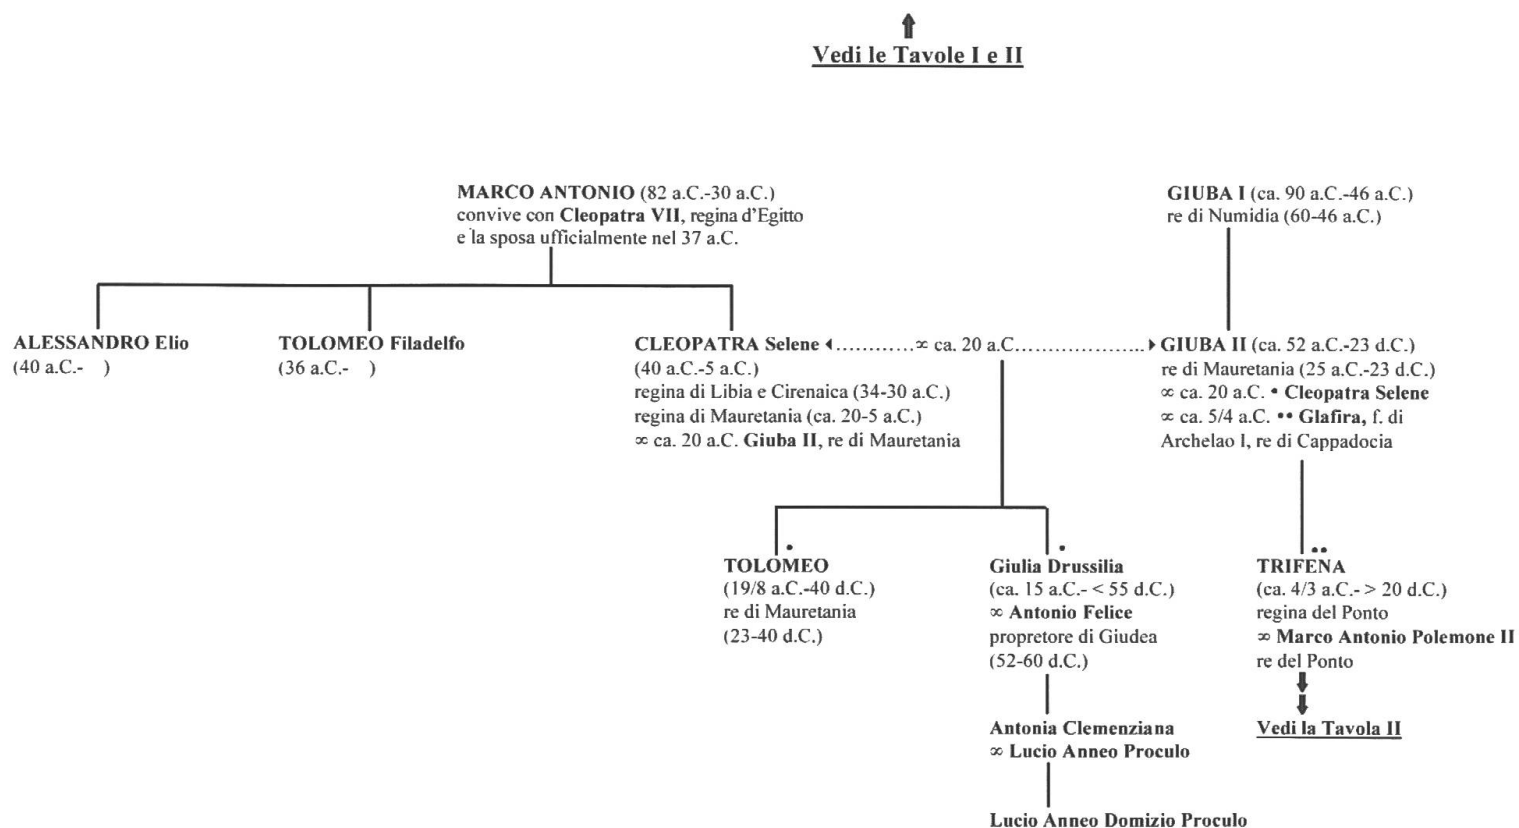 Vedi le Tavole I e II
MARCO ANTONIO (82 a.C.-30 a.C.)
convive con Cleopatra VII, regina d'Egitto
e la sposa ufficialmente nel 37 a.C.
GIUBA I (ca. 90 a.C.-46 a.C.)
re di Numidia (60-46 a.C.)
ALESSANDRO Elio
(40 a.C.- )
TOLOMEO Filadelfo
(36 a.C.- )
CLEOPATRA Selene
(40 a.C.-5 a.C.)
regina di Libia e Cirenaica (34-30 a.C.)
regina di Mauretania (ca. 20-5 a.C.)
∞ ca. 20 a.C. Giuba II, re di Mauretania
∞ ca. 20 a.C.
GIUBA II (ca. 52 a.C.-23 d.C.)
re di Mauretania (25 a.C.-23 d.C.)
∞ ca. 20 a.C. • Cleopatra Selene
∞ ca. 5/4 a.C. •• Glafira, f. di
Archelao I, re di Cappadocia
TOLOMEO
(19/8 a.C.-40 d.C.)
re di Mauretania
(23-40 d.C.)
Giulia Drussilia
(ca. 15 a.C.- < 55 d.C.)
∞ Antonio Felice
propretore di Giudea
(52-60 d.C.)
TRIFENA
(ca. 4/3 a.C.- > 20 d.C.)
regina del Ponto
∞ Marco Antonio Polemone II
re del Ponto
Antonia Clemenziana
∞ Lucio Anneo Proculo
Vedi la Tavola II
Lucio Anneo Domizio Proculo